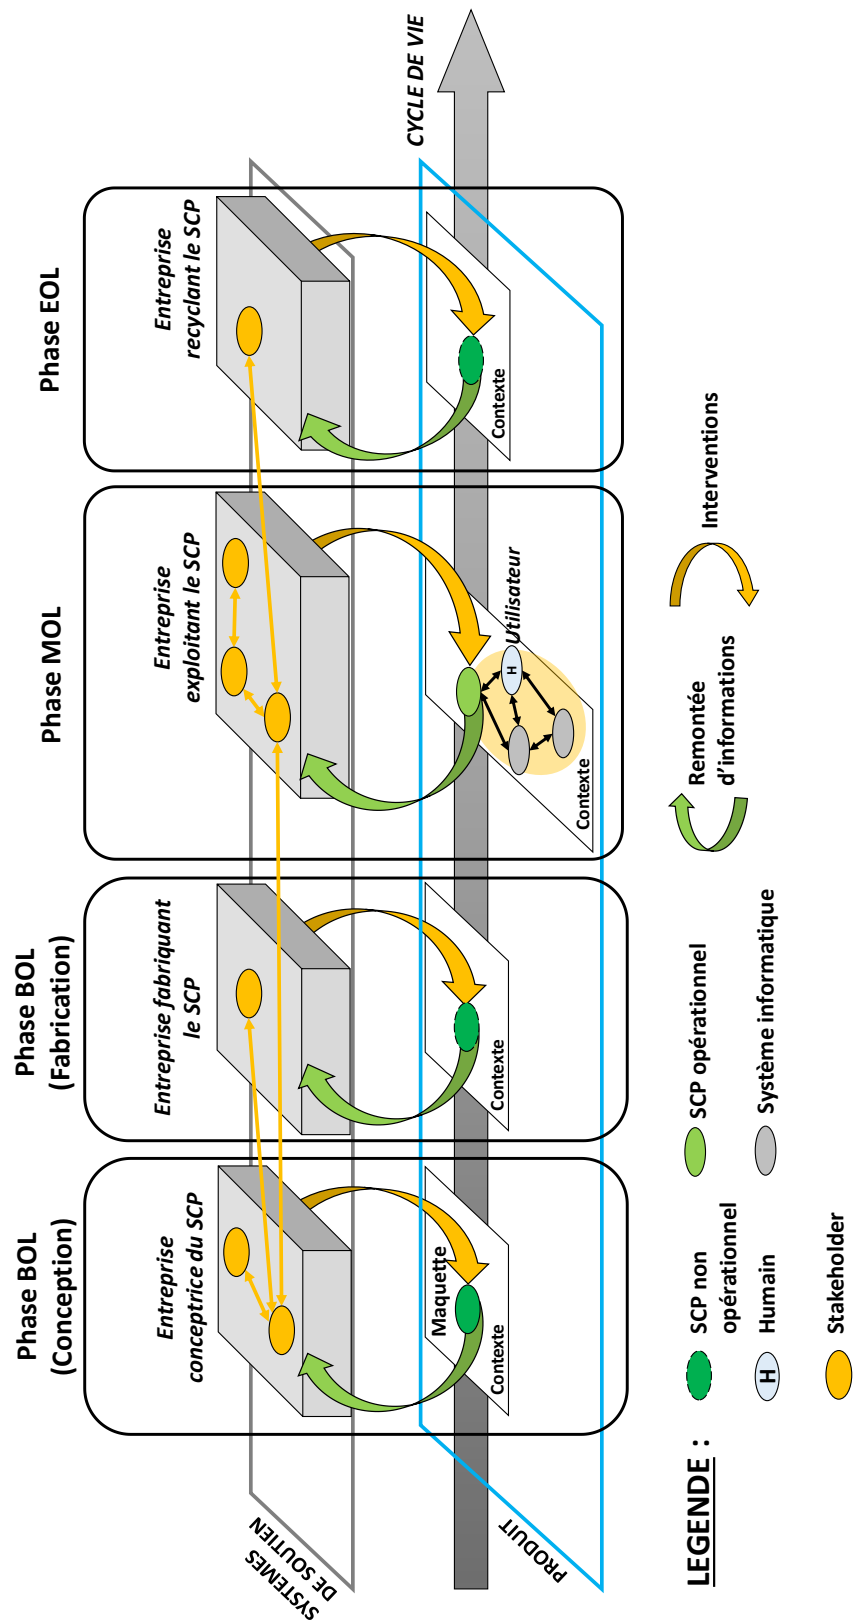 Phase BOL
(Conception)
Phase BOL
(Fabrication)
Phase MOL
Phase EOL
Entreprise
conceptrice du SCP
Entreprise fabriquant
le SCP
Entreprise
exploitant le SCP
Entreprise
recyclant le SCP
SYSTEMES
DE SOUTIEN
CYCLE DE VIE
Maquette
Contexte
Contexte
H
Utilisateur
Contexte
Contexte
PRODUIT
LEGENDE :
SCP non
opérationnel
SCP opérationnel
Remontée
d'informations
Interventions
H
Humain
Système informatique
Stakeholder